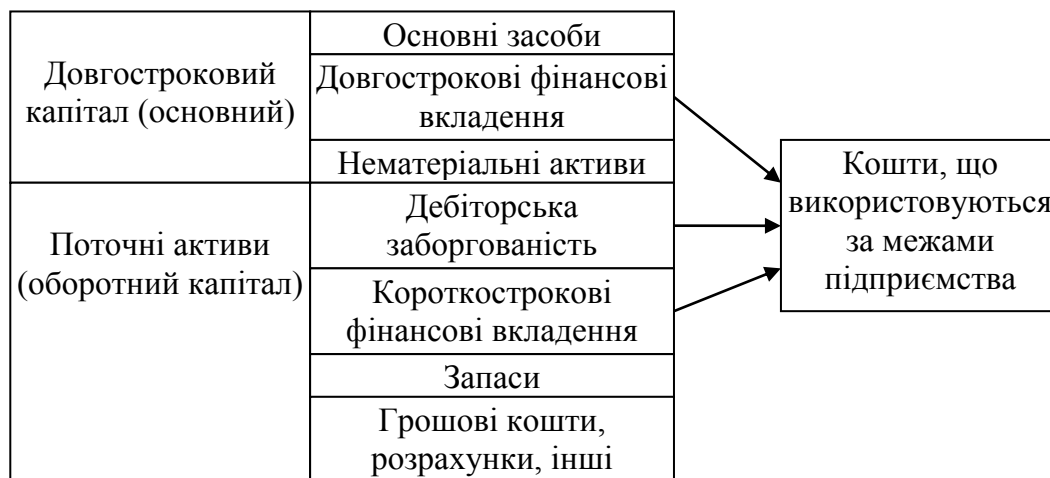 Довгостроковий
капітал (основний)
Основні засоби
Довгострокові фінансові
вкладення
Нематеріальні активи
Поточні активи
(оборотний капітал)
Дебіторська
заборгованість
Короткострокові
фінансові вкладення
Запаси
Грошові кошти,
розрахунки, інші
Кошти, що
використовуються
за межами
підприємства